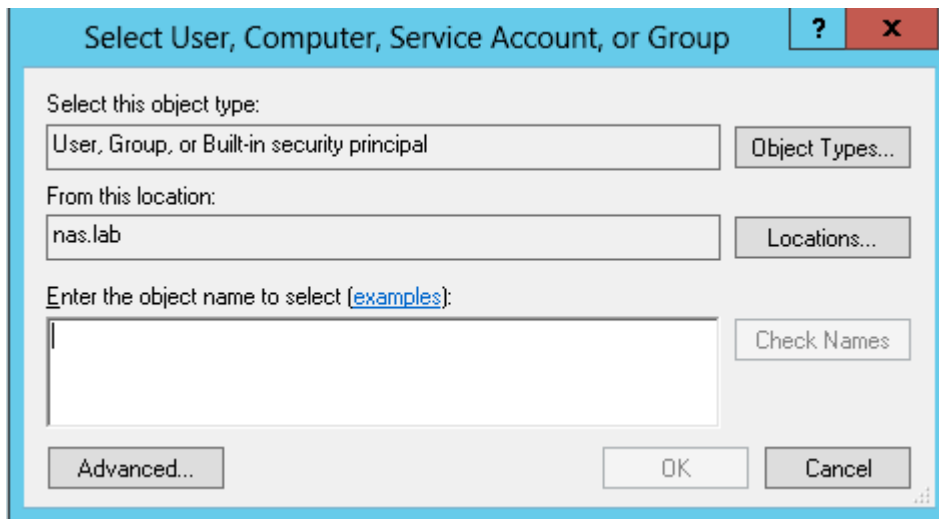 Select User, Computer, Service Account, or Group
? x
Select this object type:
User, Group, or Built-in security principal
Object Types...
From this location:
nas.lab
Locations...
Enter the object name to select (examples):
Check Names
Advanced...
OK
Cancel